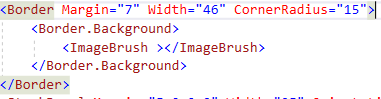 <Border Margin="7" Width="46" CornerRadius="15">
<Border.Background>
<ImageBrush ></ImageBrush>
</Border.Background>
</Border>